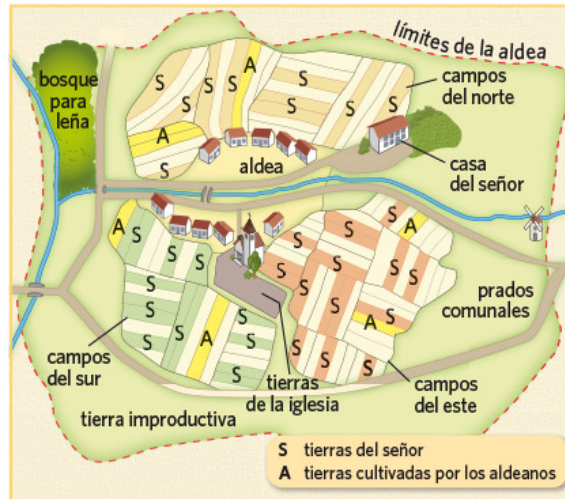 límites de la aldea
bosque
para
leña
campos
del norte
aldea
casa
del señor
prados
comunales
campos
del sur
tierras
de la iglesia
campos
del este
tierra improductiva
S S S S A S S S S
A S
A S S S A
S S S
S S S S
S A S A S
S S S S S
S tierras del señor
A tierras cultivadas por los aldeanos